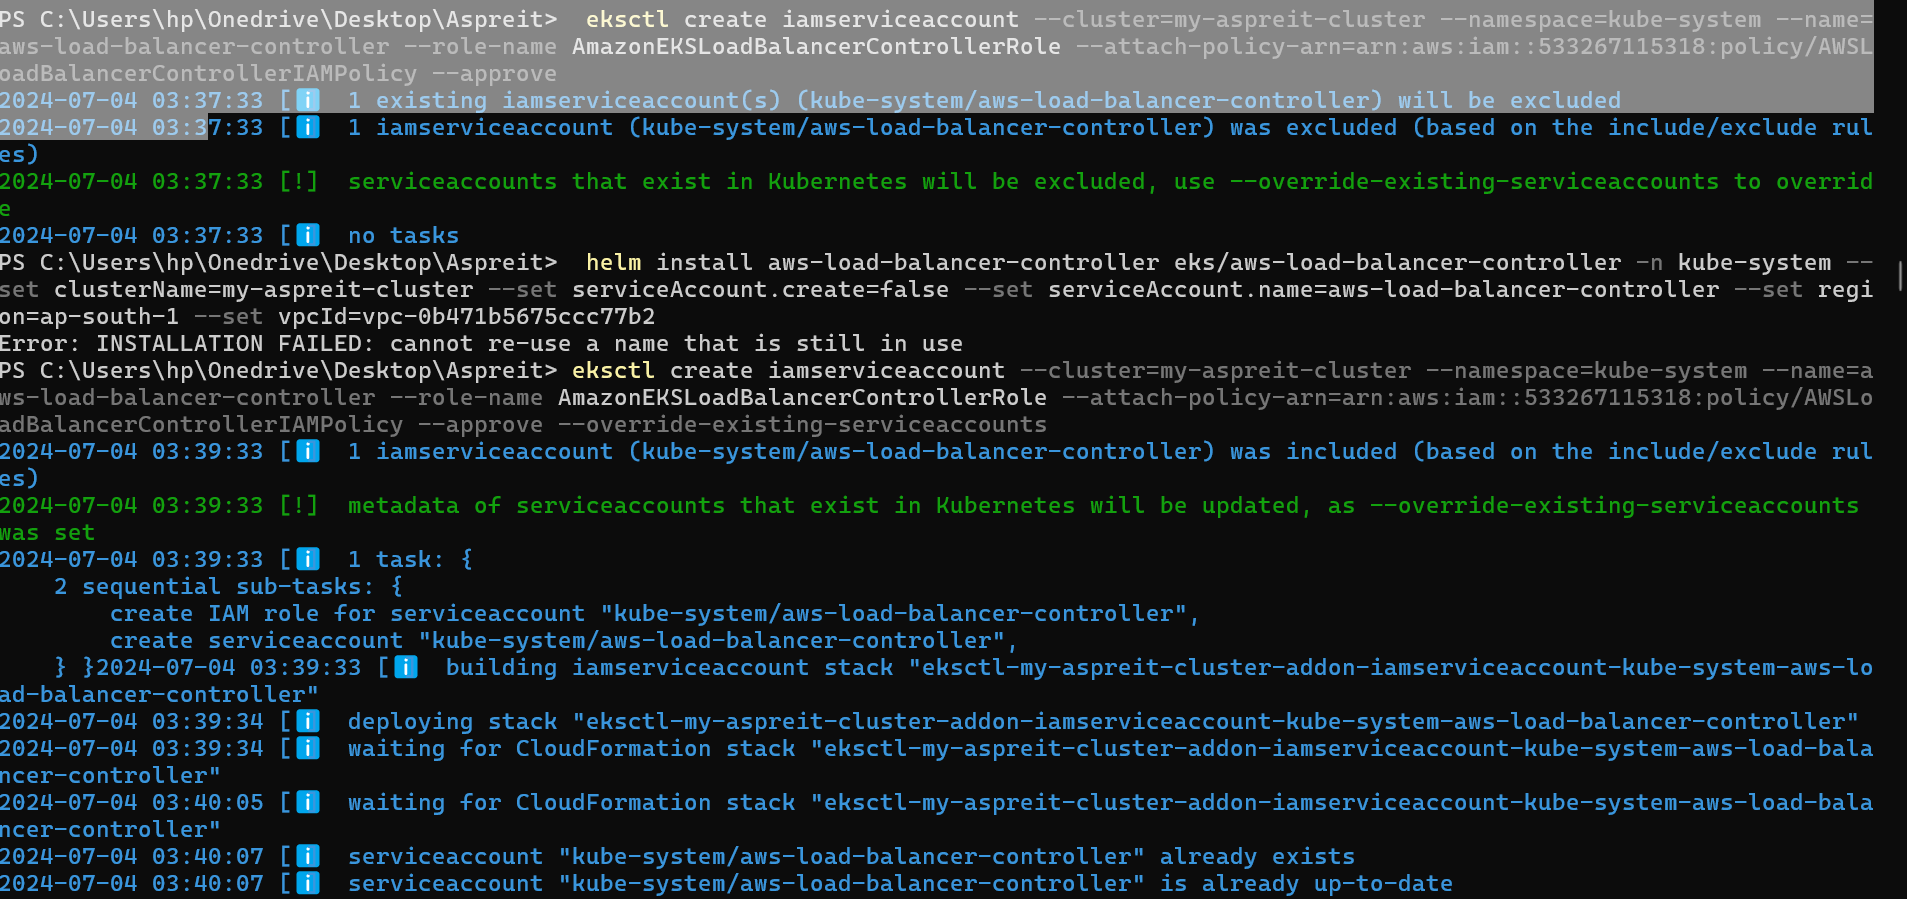 PS C:\Users\hp\Onedrive\Desktop\Aspreit>  eksctl create iamserviceaccount --cluster=my-aspreit-cluster --namespace=kube-system --name=
aws-load-balancer-controller --role-name AmazonEKSLoadBalancerControllerRole --attach-policy-arn=arn:aws:iam::533267115318:policy/AWSL
oadBalancerControllerIAMPolicy --approve
2024-07-04 03:37:33 [ℹ️  1 existing iamserviceaccount(s) (kube-system/aws-load-balancer-controller) will be excluded
2024-07-04 03:37:33 [ℹ️  1 iamserviceaccount (kube-system/aws-load-balancer-controller) was excluded (based on the include/exclude rul
es)
2024-07-04 03:37:33 [!]  serviceaccounts that exist in Kubernetes will be excluded, use --override-existing-serviceaccounts to overrid
e
2024-07-04 03:37:33 [ℹ️  no tasks
PS C:\Users\hp\Onedrive\Desktop\Aspreit>  helm install aws-load-balancer-controller eks/aws-load-balancer-controller -n kube-system --
set clusterName=my-aspreit-cluster --set serviceAccount.create=false --set serviceAccount.name=aws-load-balancer-controller --set regi
on=ap-south-1 --set vpcId=vpc-0b471b5675ccc77b2
Error: INSTALLATION FAILED: cannot re-use a name that is still in use
PS C:\Users\hp\Onedrive\Desktop\Aspreit> eksctl create iamserviceaccount --cluster=my-aspreit-cluster --namespace=kube-system --name=a
ws-load-balancer-controller --role-name AmazonEKSLoadBalancerControllerRole --attach-policy-arn=arn:aws:iam::533267115318:policy/AWSLo
adBalancerControllerIAMPolicy --approve --override-existing-serviceaccounts
2024-07-04 03:39:33 [ℹ️  1 iamserviceaccount (kube-system/aws-load-balancer-controller) was included (based on the include/exclude rul
es)
2024-07-04 03:39:33 [!]  metadata of serviceaccounts that exist in Kubernetes will be updated, as --override-existing-serviceaccounts
was set
2024-07-04 03:39:33 [ℹ️  1 task: {
    2 sequential sub-tasks: {
        create IAM role for serviceaccount "kube-system/aws-load-balancer-controller",
        create serviceaccount "kube-system/aws-load-balancer-controller",
    } }2024-07-04 03:39:33 [ℹ️  building iamserviceaccount stack "eksctl-my-aspreit-cluster-addon-iamserviceaccount-kube-system-aws-lo
ad-balancer-controller"
2024-07-04 03:39:34 [ℹ️  deploying stack "eksctl-my-aspreit-cluster-addon-iamserviceaccount-kube-system-aws-load-balancer-controller"
2024-07-04 03:39:34 [ℹ️  waiting for CloudFormation stack "eksctl-my-aspreit-cluster-addon-iamserviceaccount-kube-system-aws-load-bala
ncer-controller"
2024-07-04 03:40:05 [ℹ️  waiting for CloudFormation stack "eksctl-my-aspreit-cluster-addon-iamserviceaccount-kube-system-aws-load-bala
ncer-controller"
2024-07-04 03:40:07 [ℹ️  serviceaccount "kube-system/aws-load-balancer-controller" already exists
2024-07-04 03:40:07 [ℹ️  serviceaccount "kube-system/aws-load-balancer-controller" is already up-to-date